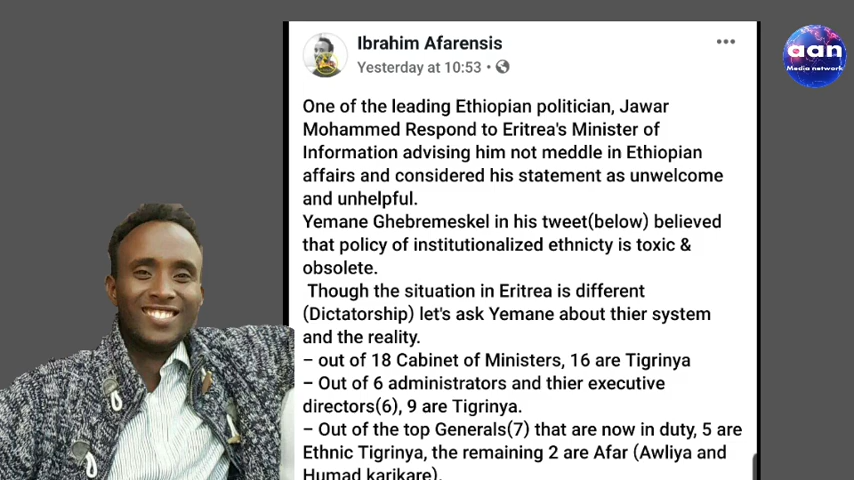 Ibrahim Afarensis
Yesterday at 10:53
One of the leading Ethiopian politician, Jawar
Mohammed Respond to Eritrea's Minister of
Information advising him not meddle in Ethiopian
affairs and considered his statement as unwelcome
and unhelpful.
Yemane Ghebremeskel in his tweet(below) believed
that policy of institutionalized ethnicty is toxic &
obsolete.
Though the situation in Eritrea is different
(Dictatorship) let's ask Yemane about thier system
and the reality.
– out of 18 Cabinet of Ministers, 16 are Tigrinya
– Out of 6 administrators and thier executive
directors(6), 9 are Tigrinya.
– Out of the top Generals(7) that are now in duty, 5 are
Ethnic Tigrinya, the remaining 2 are Afar (Awliya and
Humad karikare).
aan
Media network